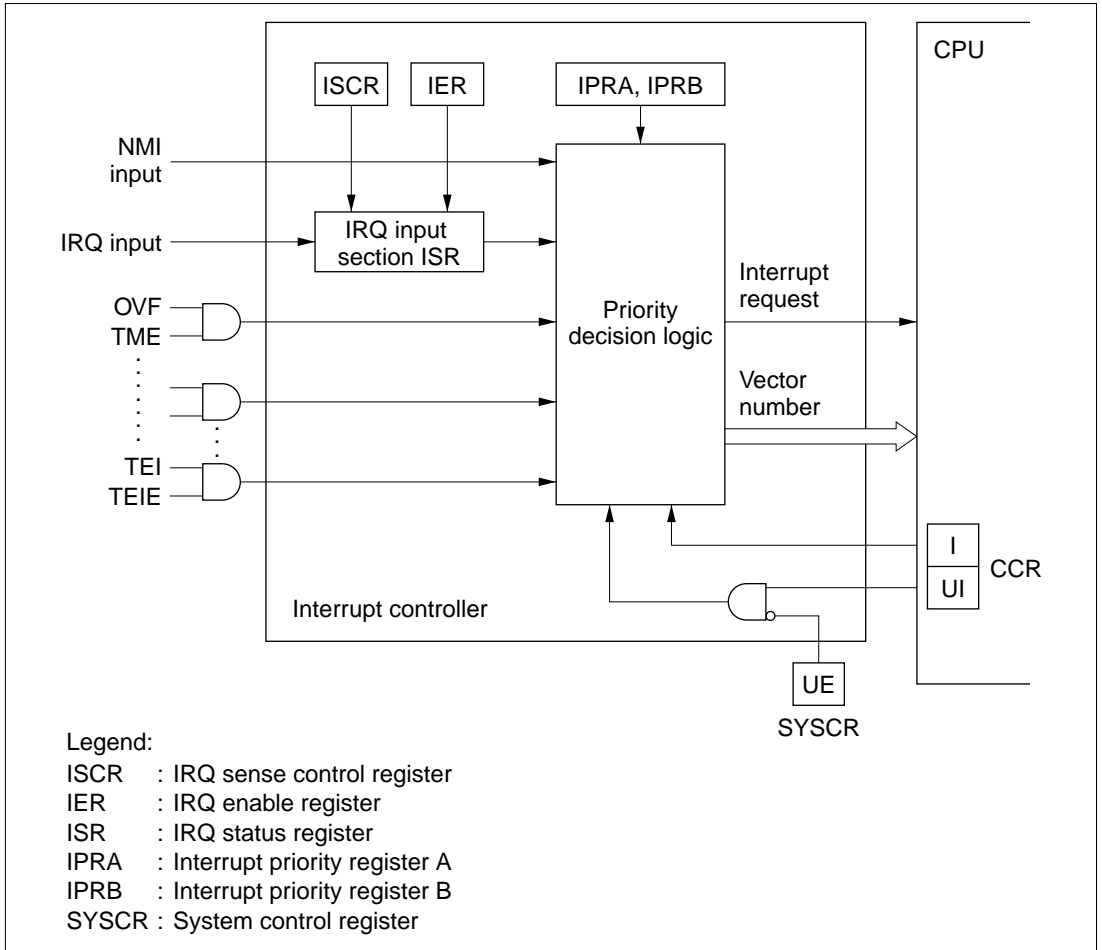 CPU
ISCR
IER
IPRA, IPRB
NMI
input
IRQ input
section ISR
IRQ input
OVF
TME
TEI
TEIE
Priority
decision logic
Interrupt
request
Vector
number
I
UI
CCR
Interrupt controller
UE
SYSCR
Legend:
ISCR : IRQ sense control register
IER : IRQ enable register
ISR : IRQ status register
IPRA : Interrupt priority register A
IPRB : Interrupt priority register B
SYSCR : System control register